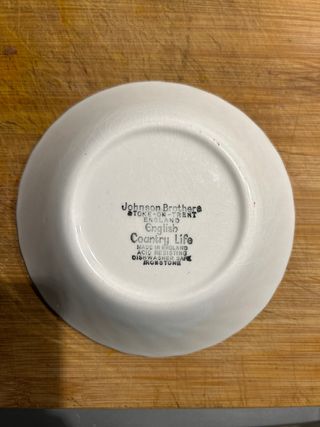 Johnson Brothers
STOKE-ON-TRENT
ENGLAND
English
Country Life
MADE IN ENGLAND
ACID RESISTING
DISHWASHER SAFE
IRONSTONE